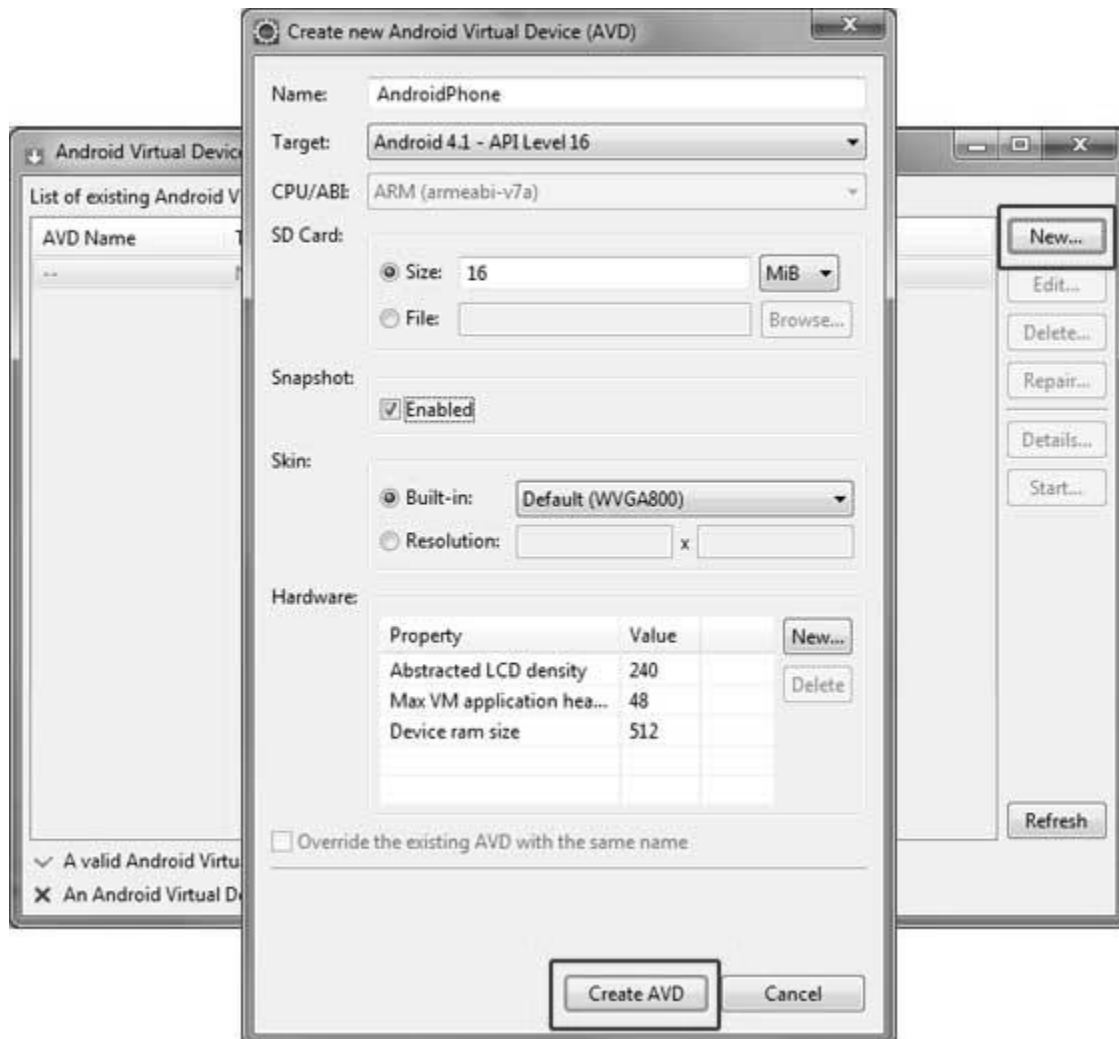 Create new Android Virtual Device (AVD)
Name: AndroidPhone
Target: Android 4.1 - API Level 16
CPU/ABI: ARM (armeabi-v7a)
SD Card:
Size: 16 MiB
File: Browse...
Snapshot:
Enabled
Skin:
Built-in: Default (WVGA800)
Resolution: x
Hardware:
Property Value New...
Abstracted LCD density 240
Delete
Max VM application hea... 48
Device ram size 512
Override the existing AVD with the same name
Create AVD Cancel
Android Virtual Device
List of existing Android V
AVD Name T
-- N
New...
Edit...
Delete...
Repair...
Details...
Start...
Refresh
A valid Android Virtu
An Android Virtual De